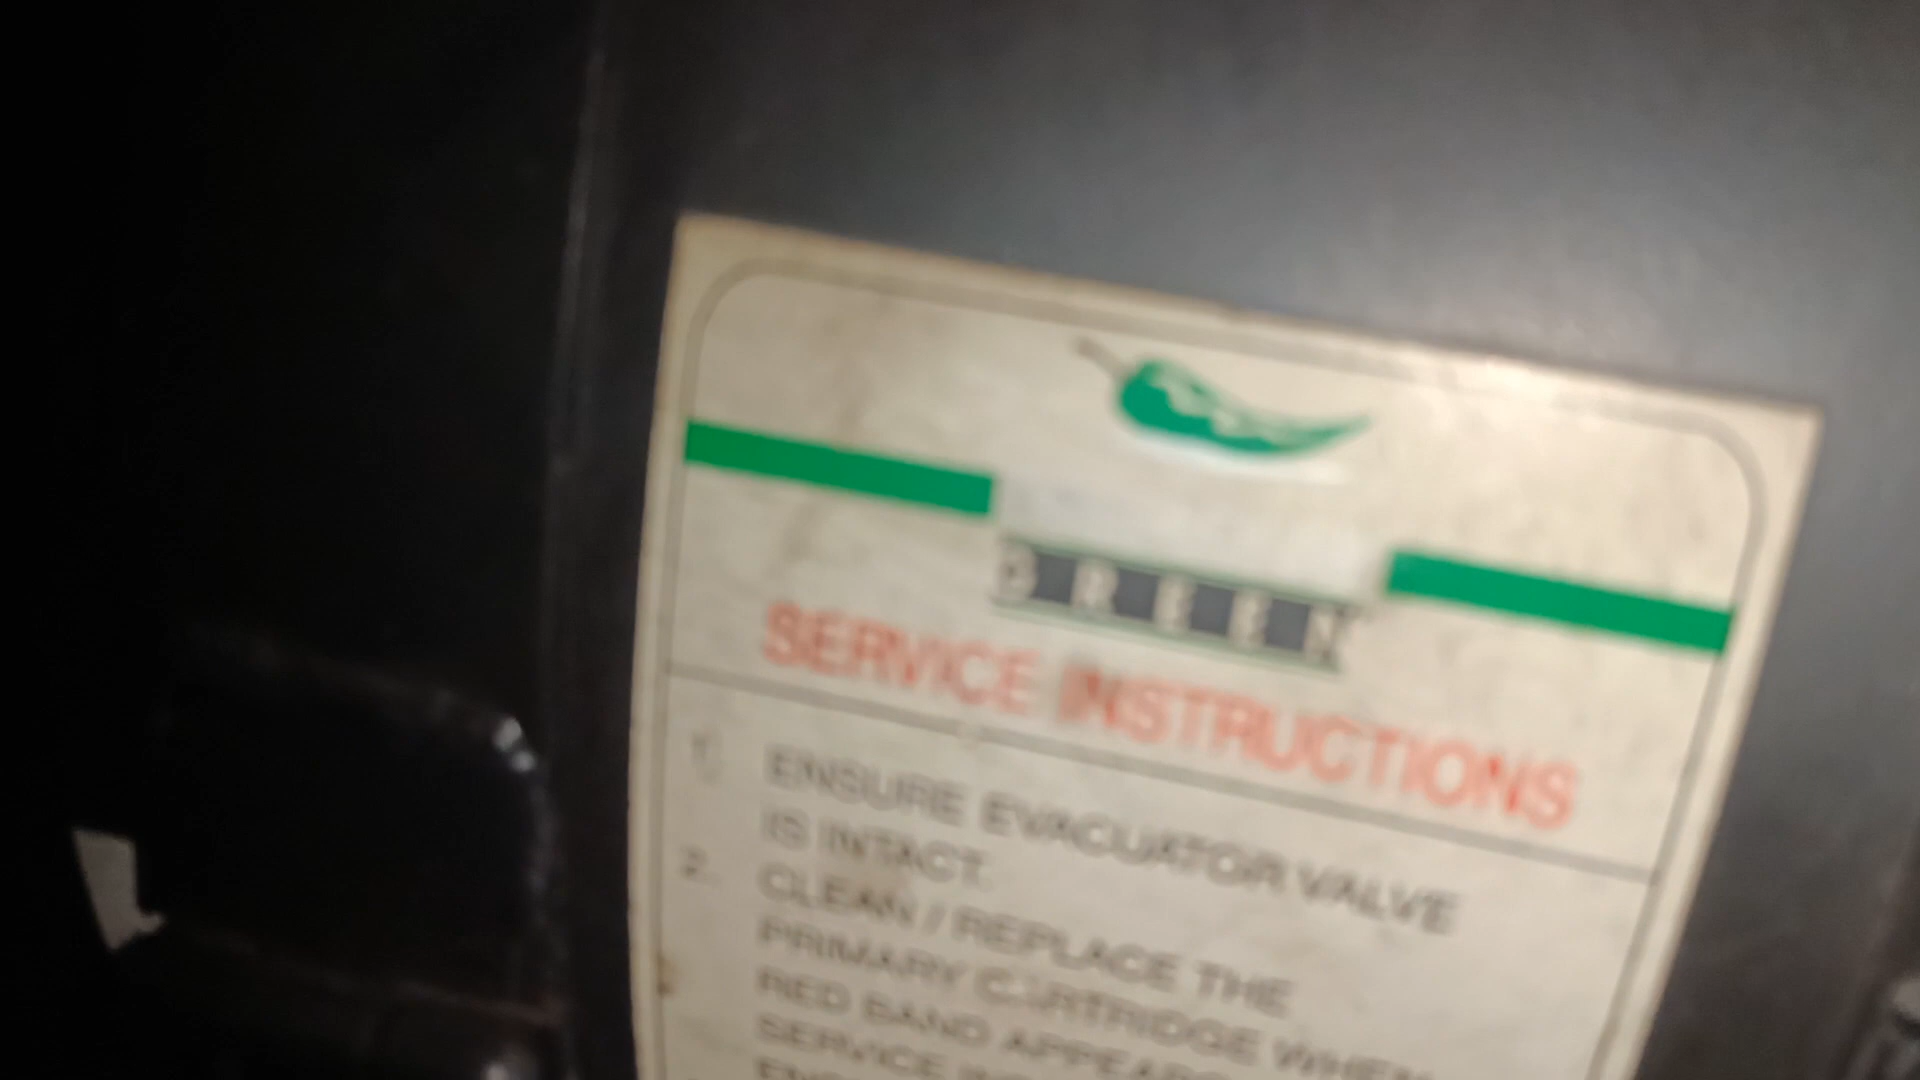 SERVICE INSTRUCTIONS
1. ENSURE EVACUATOR VALVE
IS INTACT.
2. CLEAN / REPLACE THE
PRIMARY CARTRIDGE WHEN
RED BAND APPEARS
SERVICE